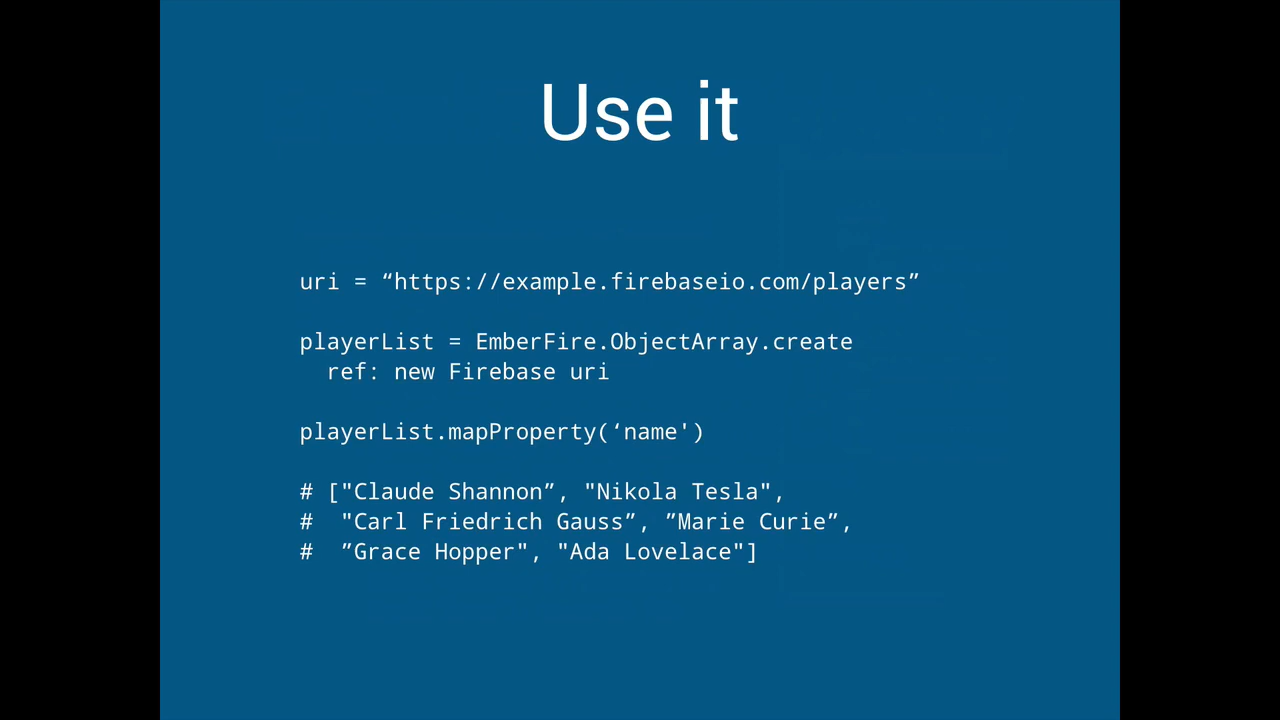 Use it
uri = “https://example.firebaseio.com/players”
playerList = EmberFire.ObjectArray.create
  ref: new Firebase uri
playerList.mapProperty(‘name')
# ["Claude Shannon”, "Nikola Tesla",
#  "Carl Friedrich Gauss”, ”Marie Curie”,
#  ”Grace Hopper", "Ada Lovelace"]